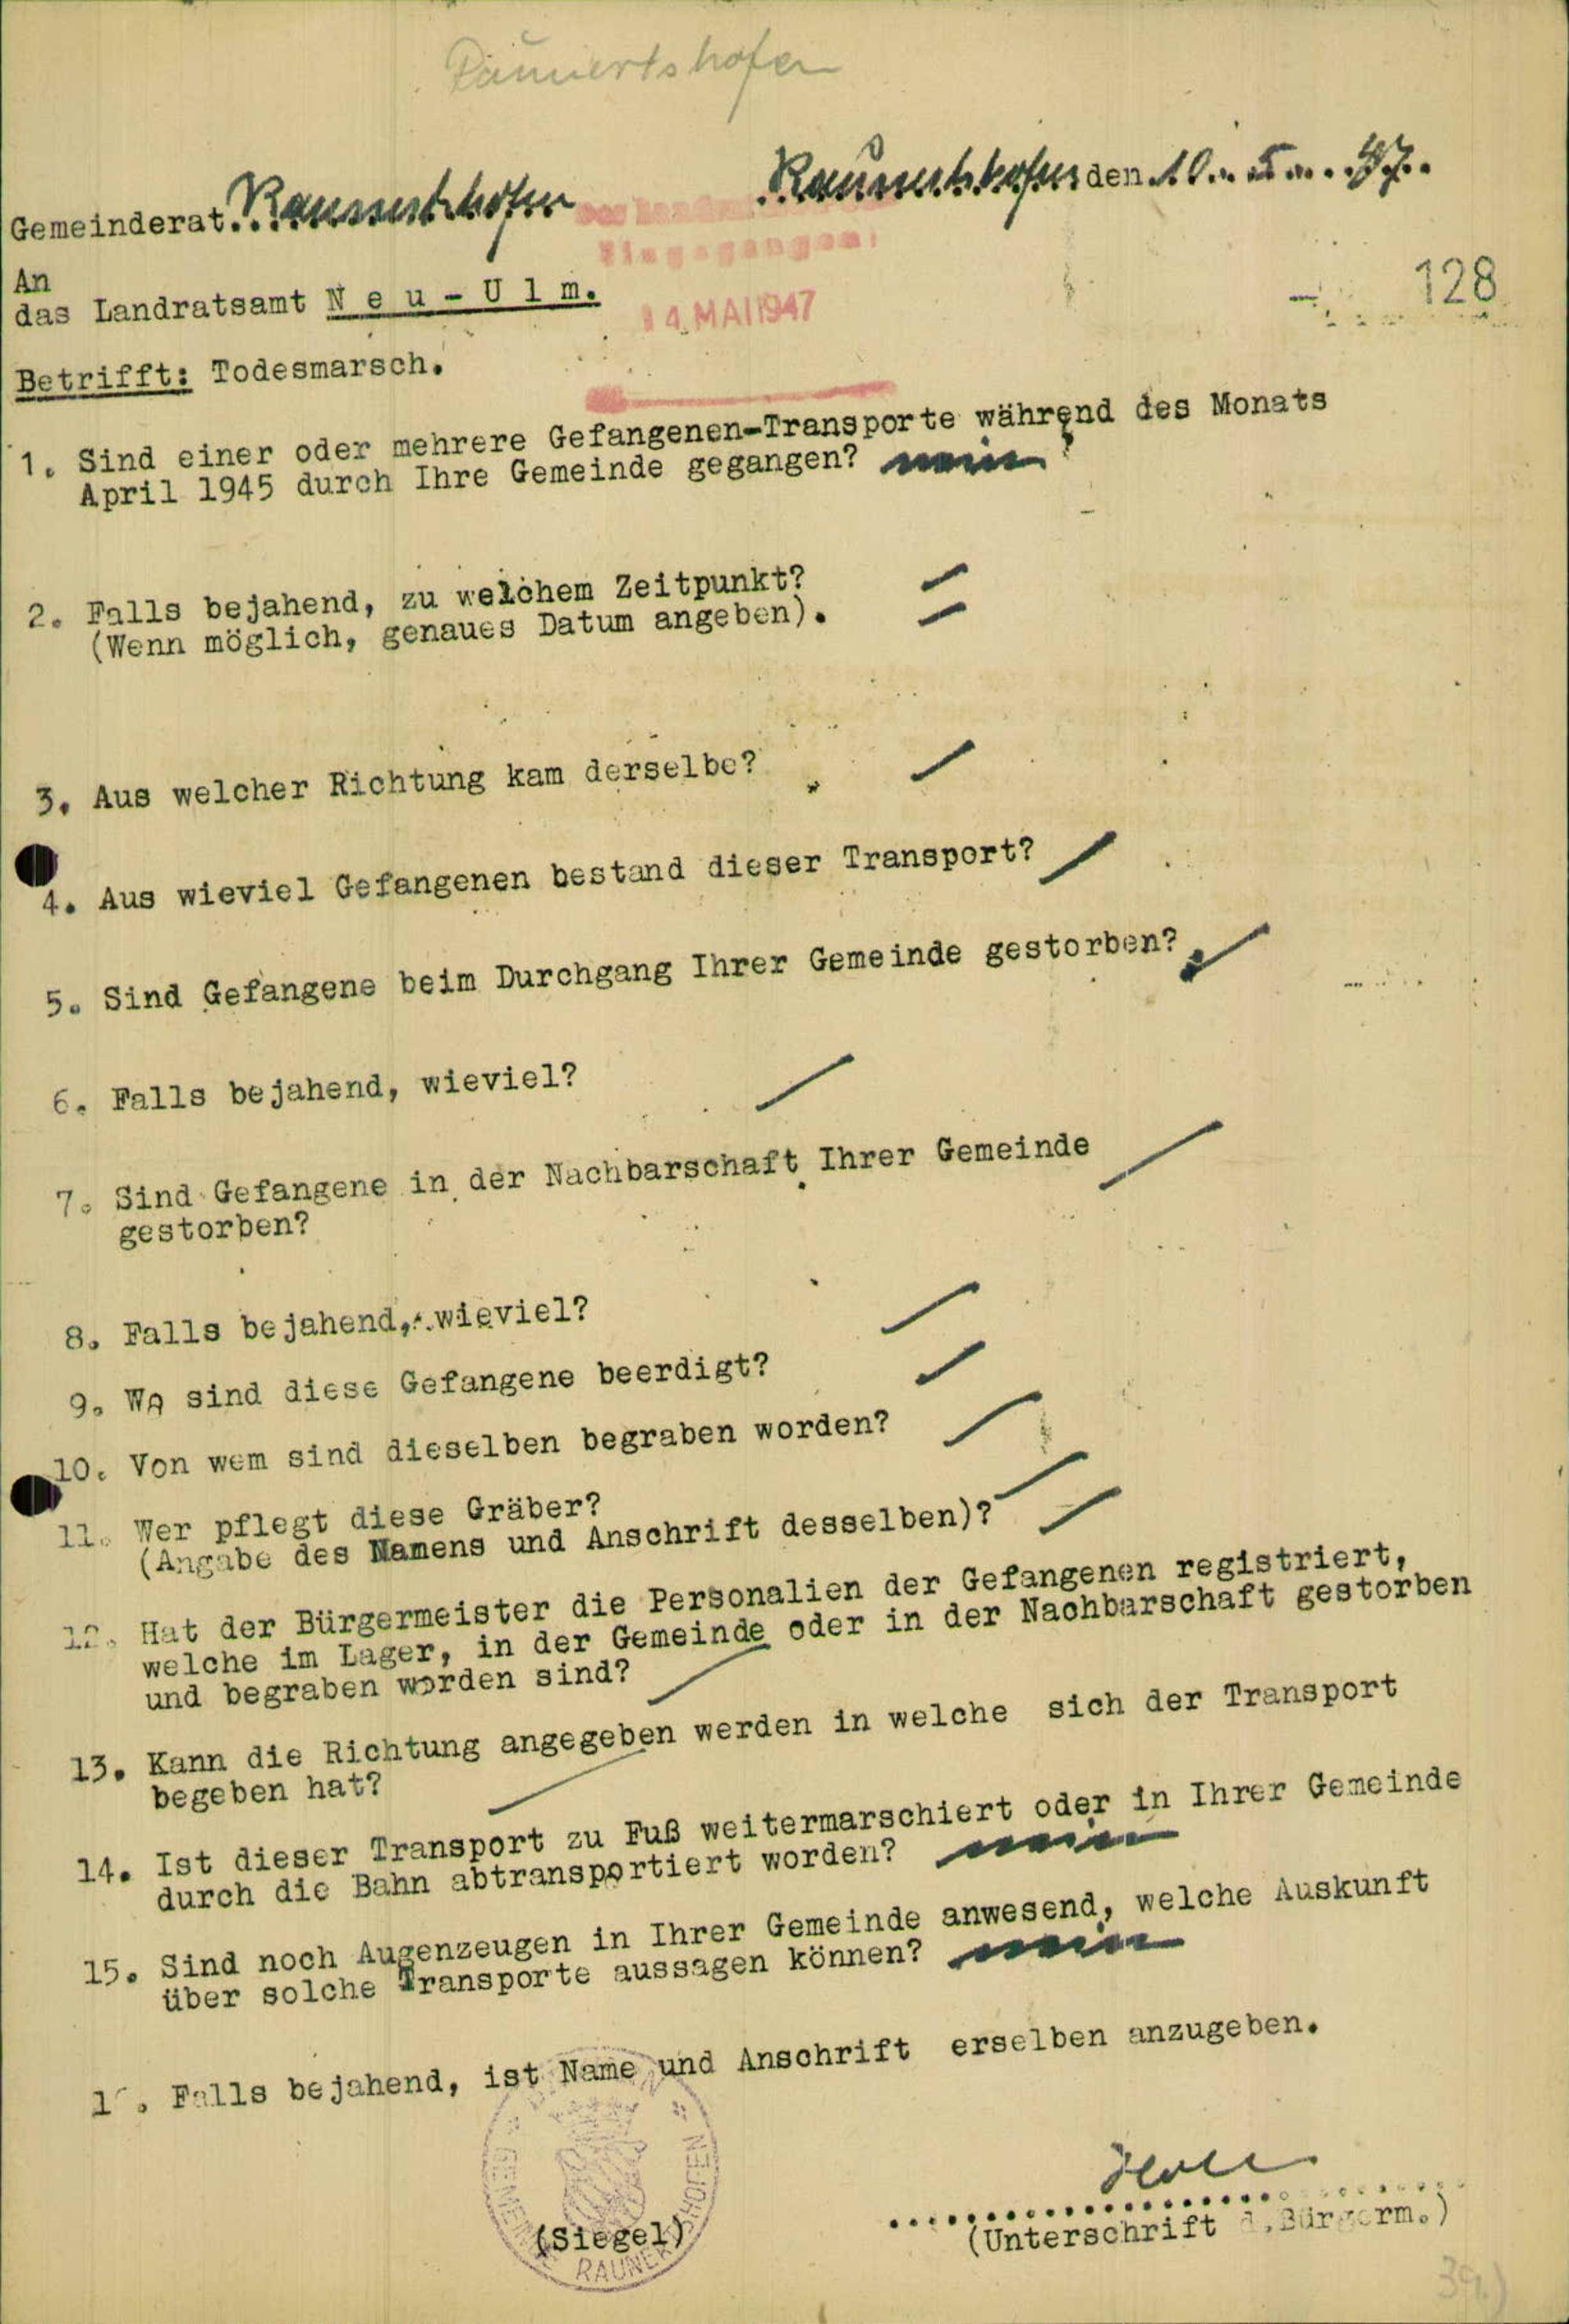 Raunertshofen
Raunertshofen den 10. 5. 47.
Gemeinderat Raunertshofen
Eingegangen:
An
das Landratsamt N e u - U l m.
14. MAI 1947
128
Betrifft: Todesmarsch.
1. Sind einer oder mehrere Gefangenen-Transporte während des Monats
April 1945 durch Ihre Gemeinde gegangen? nein
2. Falls bejahend, zu welchem Zeitpunkt?
(Wenn möglich, genaues Datum angeben).
3. Aus welcher Richtung kam derselbe?
4. Aus wieviel Gefangenen bestand dieser Transport?
5. Sind Gefangene beim Durchgang Ihrer Gemeinde gestorben?
6. Falls bejahend, wieviel?
7. Sind Gefangene in der Nachbarschaft Ihrer Gemeinde
gestorben?
8. Falls bejahend, wieviel?
9. Wo sind diese Gefangene beerdigt?
10. Von wem sind dieselben begraben worden?
11. Wer pflegt diese Gräber?
(Angabe des Namens und Anschrift desselben)?
12. Hat der Bürgermeister die Personalien der Gefangenen registriert,
welche im Lager, in der Gemeinde oder in der Nachbarschaft gestorben
und begraben worden sind?
13. Kann die Richtung angegeben werden in welche sich der Transport
begeben hat?
14. Ist dieser Transport zu Fuß weitermarschiert oder in Ihrer Gemeinde
durch die Bahn abtransportiert worden? nein
15. Sind noch Augenzeugen in Ihrer Gemeinde anwesend, welche Auskunft
über solche Transporte aussagen können? nein
1 . Falls bejahend, ist Name und Anschrift erselben anzugeben.
(Siegel)
(Unterschrift d.Bürgerm.)
39.)